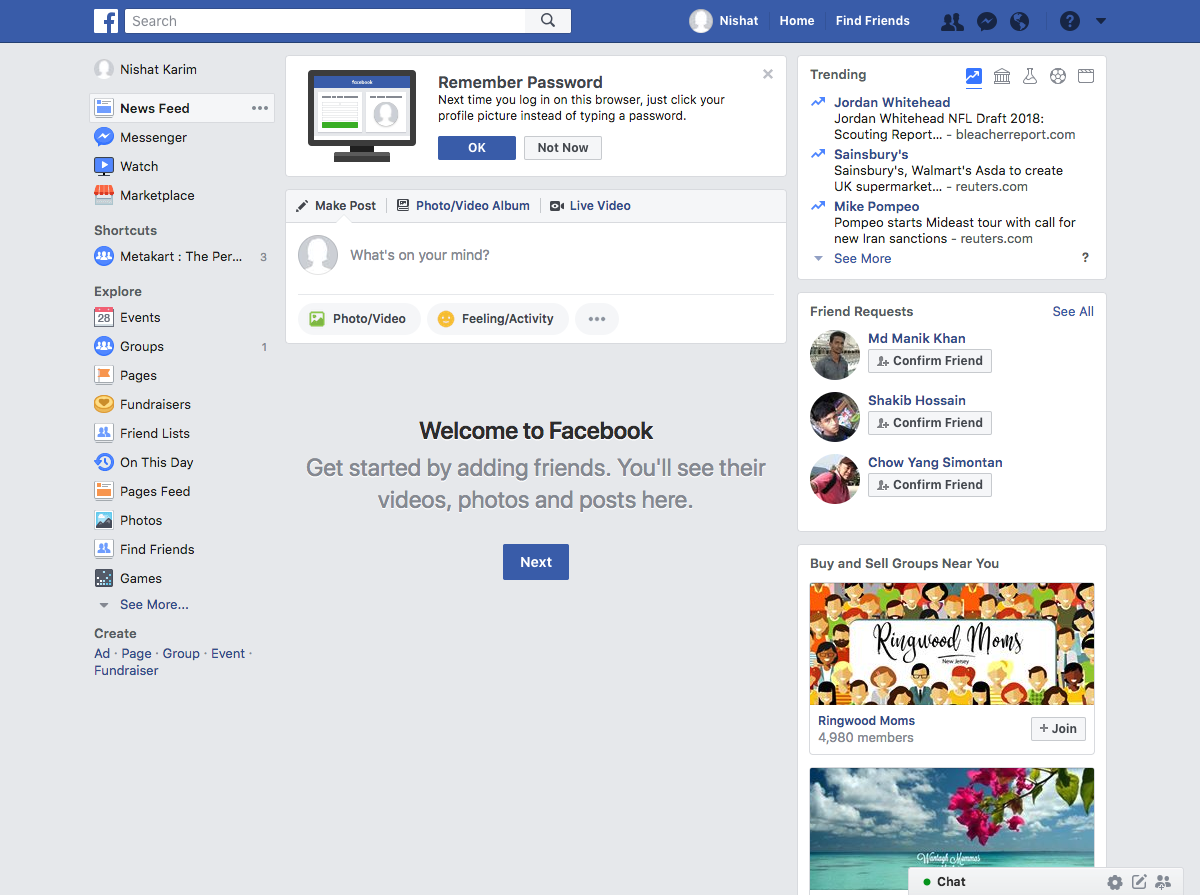 Search
Nishat
Home
Find Friends
Nishat Karim
News Feed
Messenger
Watch
Marketplace
Shortcuts
Metakart : The Per...
3
Explore
28
Events
Groups
1
Pages
Fundraisers
Friend Lists
On This Day
Pages Feed
Photos
Find Friends
Games
See More...
Create
Ad · Page · Group · Event ·
Fundraiser
facebook
Remember Password
Next time you log in on this browser, just click your
profile picture instead of typing a password.
OK
Not Now
Make Post
Photo/Video Album
Live Video
What's on your mind?
Photo/Video
Feeling/Activity
Welcome to Facebook
Get started by adding friends. You'll see their
videos, photos and posts here.
Next
Trending
Jordan Whitehead
Jordan Whitehead NFL Draft 2018:
Scouting Report... - bleacherreport.com
Sainsbury's
Sainsbury's, Walmart's Asda to create
UK supermarket... - reuters.com
Mike Pompeo
Pompeo starts Mideast tour with call for
new Iran sanctions - reuters.com
See More
?
Friend Requests
See All
Md Manik Khan
Confirm Friend
Shakib Hossain
Confirm Friend
Chow Yang Simontan
Confirm Friend
Buy and Sell Groups Near You
Ringwood Moms
New Jersey
Ringwood Moms
4,980 members
+ Join
Wantagh Mommas
Chat